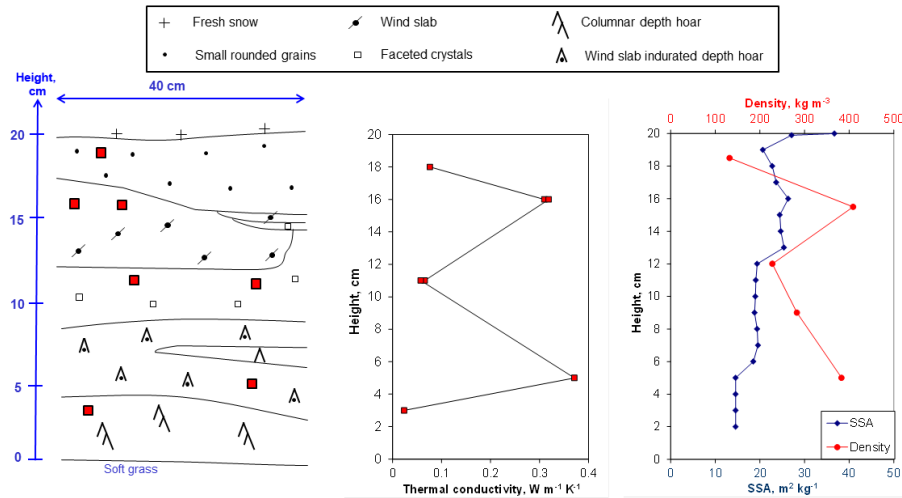 Fresh snow
Wind slab
Columnar depth hoar
Small rounded grains
Faceted crystals
Wind slab indurated depth hoar
Height,
cm
40 cm
20
15
10
5
0
Soft grass
20
18
16
14
12
10
8
6
4
2
0
Height, cm
0
0.1
0.2
0.3
0.4
Thermal conductivity, W m⁻¹ K⁻¹
Density, kg m⁻³
0
100
200
300
400
500
20
18
16
14
12
10
8
6
4
2
0
Height, cm
SSA
Density
0
10
20
30
40
50
SSA, m² kg⁻¹